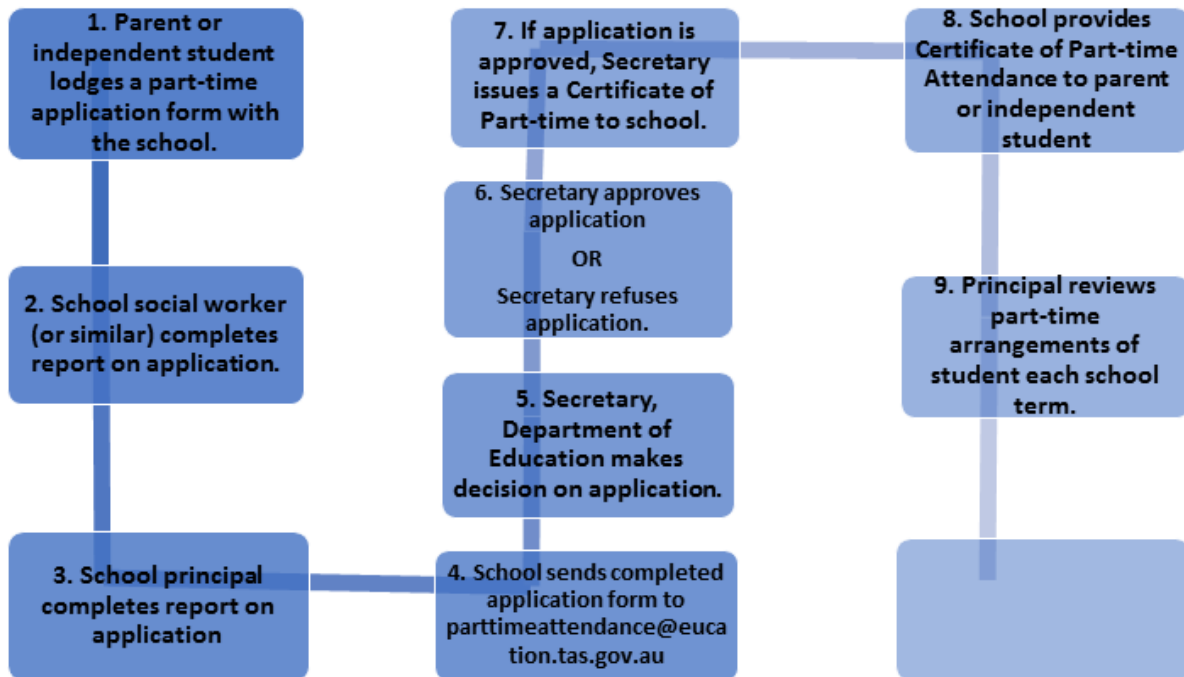 1. Parent or
independent student
lodges a part-time
application form with
the school.
2. School social worker
(or similar) completes
report on application.
3. School principal
completes report on
application
4. School sends completed
application form to
parttimeattendance@euca
tion.tas.gov.au
5. Secretary,
Department of
Education makes
decision on application.
6. Secretary approves
application
OR
Secretary refuses
application.
7. If application is
approved, Secretary
issues a Certificate of
Part-time to school.
8. School provides
Certificate of Part-time
Attendance to parent
or independent
student
9. Principal reviews
part-time
arrangements of
student each school
term.